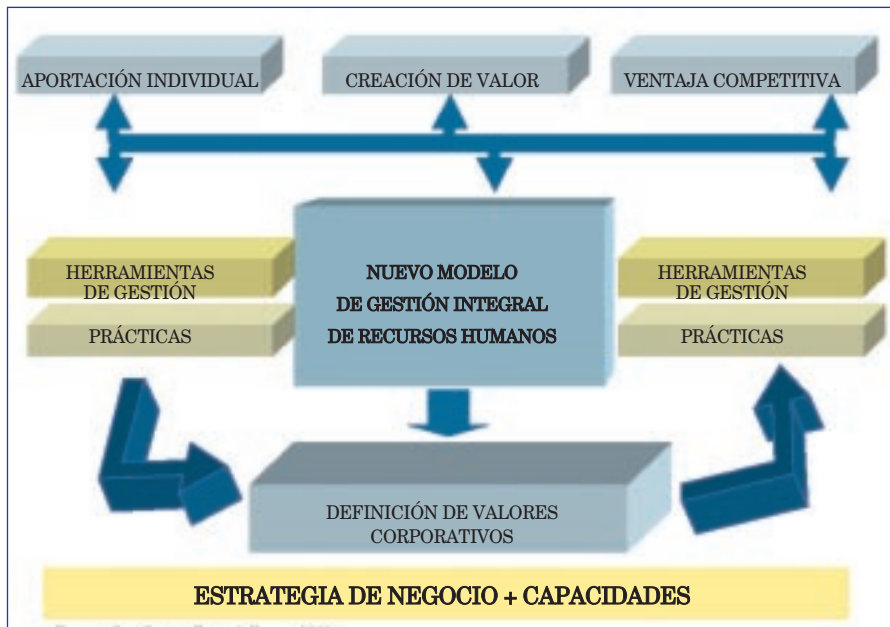 APORTACIÓN INDIVIDUAL
CREACIÓN DE VALOR
VENTAJA COMPETITIVA
HERRAMIENTAS
DE GESTIÓN
PRÁCTICAS
NUEVO MODELO
DE GESTIÓN INTEGRAL
DE RECURSOS HUMANOS
HERRAMIENTAS
DE GESTIÓN
PRÁCTICAS
DEFINICIÓN DE VALORES
CORPORATIVOS
ESTRATEGIA DE NEGOCIO + CAPACIDADES